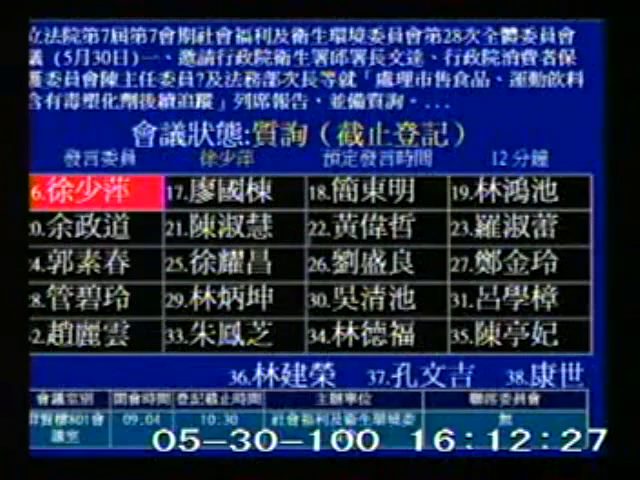 立法院第7屆第7會期社會福利及衛生環境委員會第28次全體委員會
議（5月30日）一、邀請行政院衛生署邱署長文達、行政院消費者保
護委員會陳主任委員?及法務部次長等就「處理市售食品、運動飲料
含有毒塑化劑後續追蹤」列席報告，並備質詢。...
會議狀態:質詢（截止登記）
發言委員 徐少萍 預定發言時間 12分鐘
6.徐少萍 17.廖國棟 18.簡東明 19.林鴻池
0.余政道 21.陳淑慧 22.黃偉哲 23.羅淑蕾
4.郭素春 25.徐耀昌 26.劉盛良 27.鄭金玲
8.管碧玲 29.林炳坤 30.吳清池 31.呂學樟
2.趙麗雲 33.朱鳳芝 34.林德福 35.陳亭妃
36.林建榮 37.孔文吉 38.康世
會議室別 開會時間 登記截止時間 主辦單位 聯席委員會
群賢樓801會 09.04 10:30 社會福利及衛生環境委 無
議室
05-30-100 16:12:27